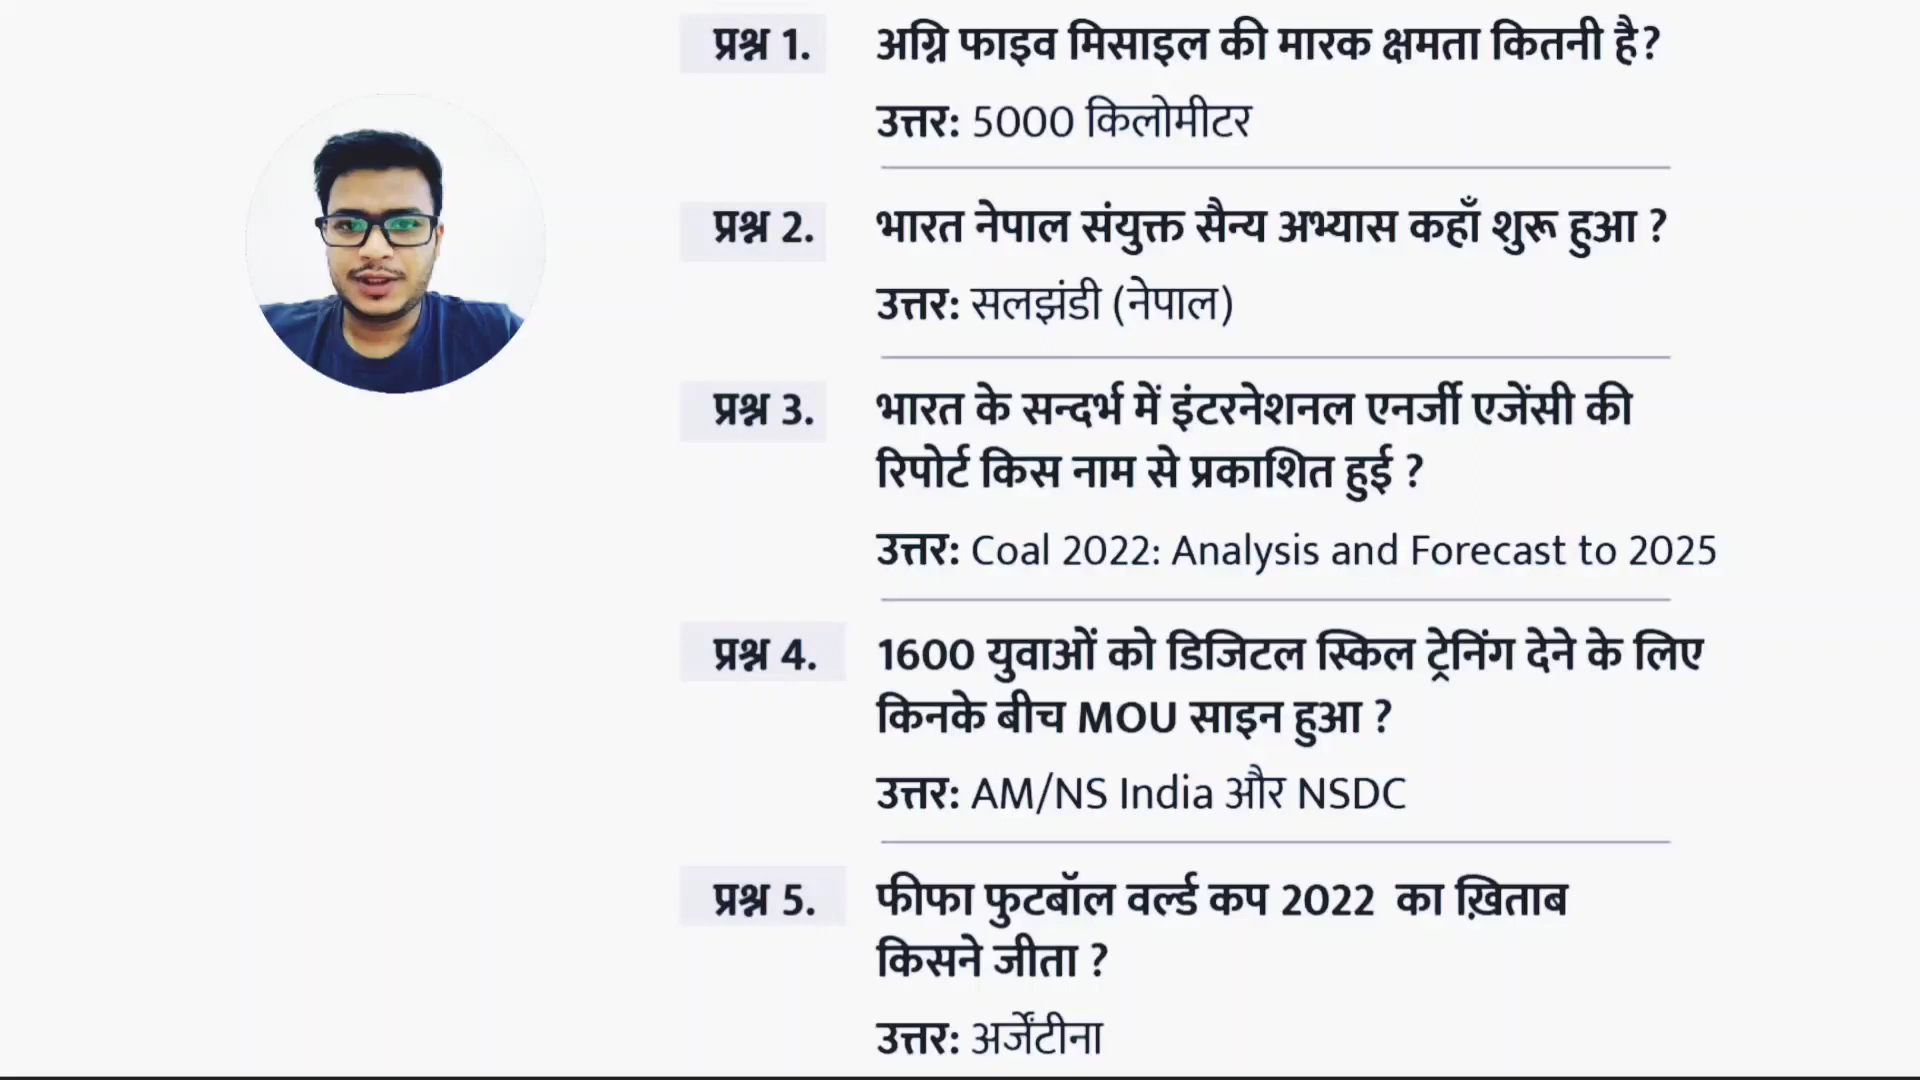 प्रश्न 1. अग्नि फाइव मिसाइल की मारक क्षमता कितनी है?
उत्तर: 5000 किलोमीटर
प्रश्न 2. भारत नेपाल संयुक्त सैन्य अभ्यास कहाँ शुरू हुआ ?
उत्तर: सलझंडी (नेपाल)
प्रश्न 3. भारत के सन्दर्भ में इंटरनेशनल एनर्जी एजेंसी की
रिपोर्ट किस नाम से प्रकाशित हुई ?
उत्तर: Coal 2022: Analysis and Forecast to 2025
प्रश्न 4. 1600 युवाओं को डिजिटल स्किल ट्रेनिंग देने के लिए
किनके बीच MOU साइन हुआ ?
उत्तर: AM/NS India और NSDC
प्रश्न 5. फीफा फुटबॉल वर्ल्ड कप 2022 का ख़िताब
किसने जीता ?
उत्तर: अर्जेंटीना